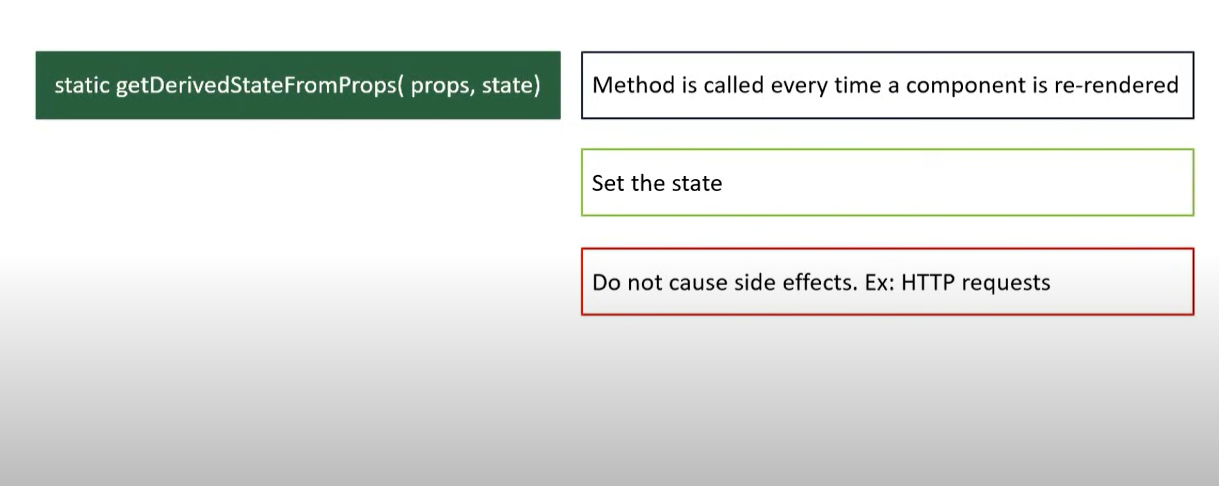 static getDerivedStateFromProps( props, state)
Method is called every time a component is re-rendered
Set the state
Do not cause side effects. Ex: HTTP requests